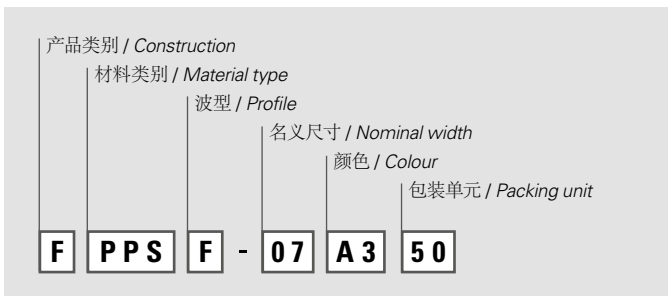 产品类别 / Construction
材料类别 / Material type
波型 / Profile
名义尺寸 / Nominal width
颜色 / Colour
包装单元 / Packing unit
F PPS F - 07 A3 50